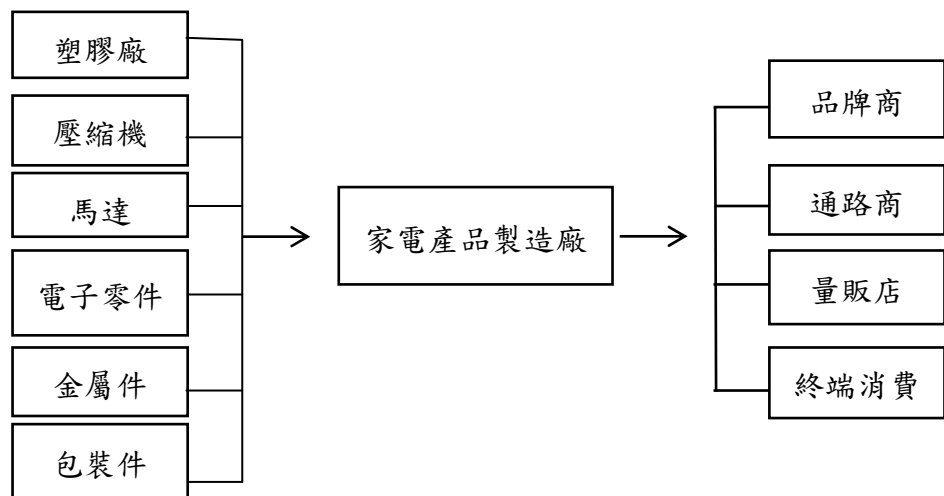 塑膠廠
壓縮機
馬達
電子零件
金屬件
包裝件
家電產品製造廠
品牌商
通路商
量販店
終端消費